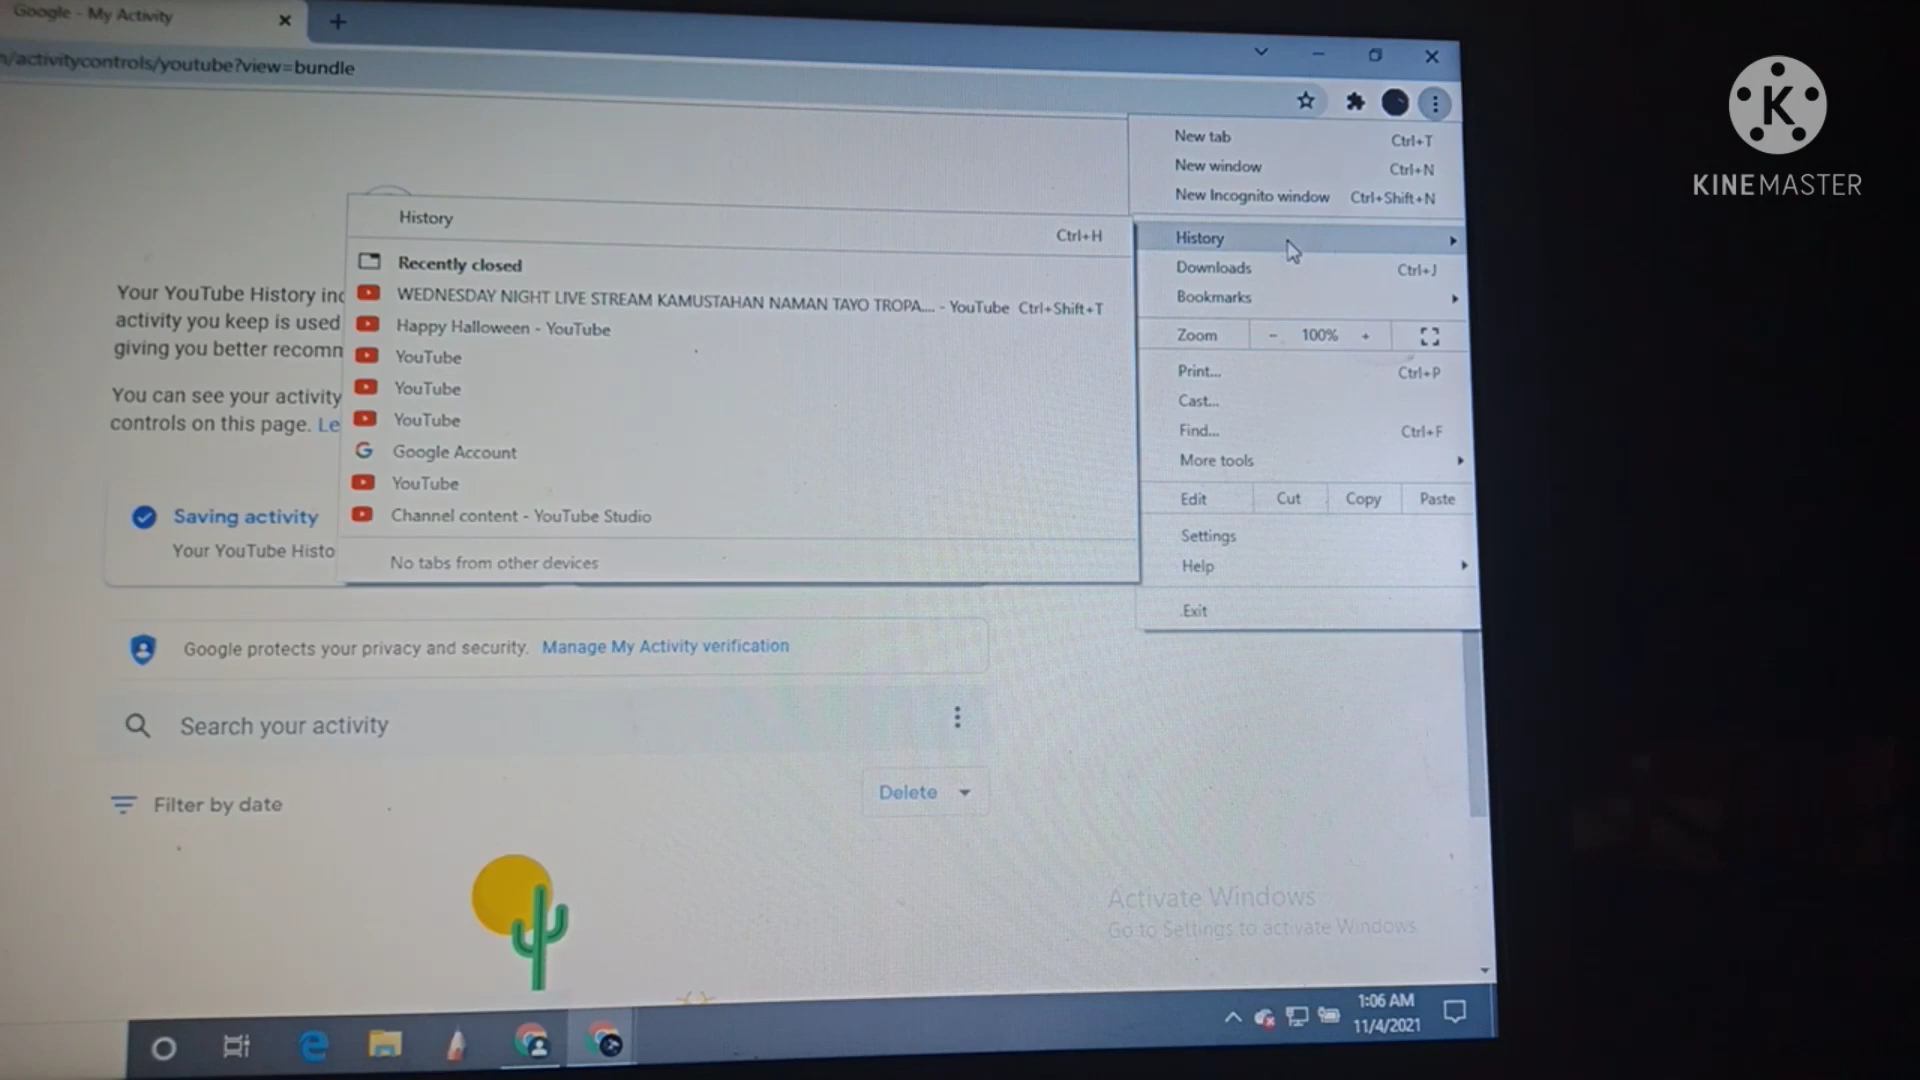 Google - My Activity
/activitycontrols/youtube?view=bundle
KINEMASTER
New tab Ctrl+T
New window Ctrl+N
New Incognito window Ctrl+Shift+N
History
Downloads Ctrl+J
Bookmarks
Zoom - 100% +
Print... Ctrl+P
Cast...
Find... Ctrl+F
More tools
Edit Cut Copy Paste
Settings
Help
Exit
History Ctrl+H
Recently closed
WEDNESDAY NIGHT LIVE STREAM KAMUSTAHAN NAMAN TAYO TROPA.... - YouTube Ctrl+Shift+T
Happy Halloween - YouTube
YouTube
YouTube
YouTube
Google Account
YouTube
Channel content - YouTube Studio
No tabs from other devices
Your YouTube History inc
activity you keep is used
giving you better recomm
You can see your activity
controls on this page. Le
Saving activity
Your YouTube Histo
Google protects your privacy and security. Manage My Activity verification
Search your activity
Filter by date
Delete
Activate Windows
Go to Settings to activate Windows.
1:06 AM
11/4/2021